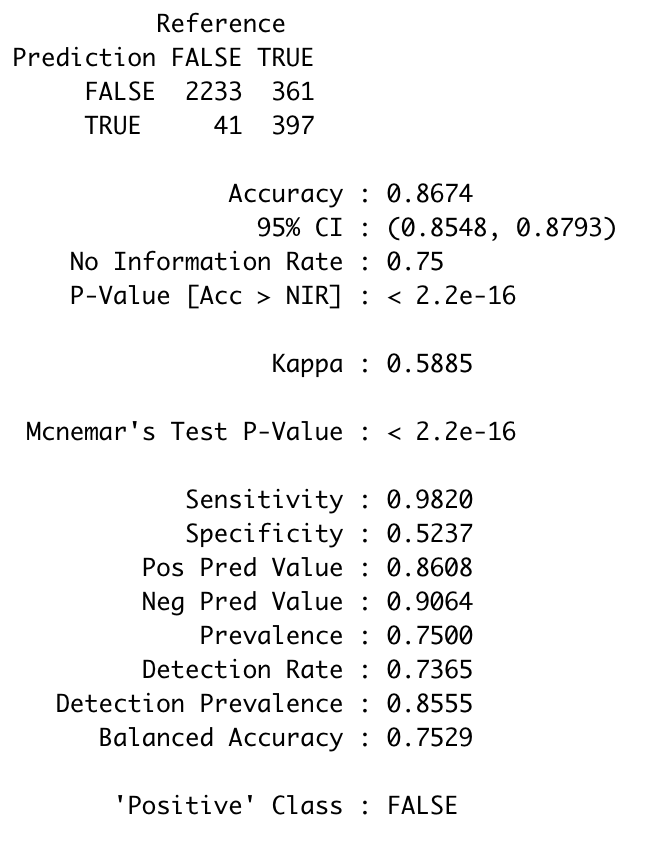 Reference
Prediction FALSE TRUE
FALSE 2233 361
TRUE 41 397
Accuracy : 0.8674
95% CI : (0.8548, 0.8793)
No Information Rate : 0.75
P-Value [Acc > NIR] : < 2.2e-16
Kappa : 0.5885
Mcnemar's Test P-Value : < 2.2e-16
Sensitivity : 0.9820
Specificity : 0.5237
Pos Pred Value : 0.8608
Neg Pred Value : 0.9064
Prevalence : 0.7500
Detection Rate : 0.7365
Detection Prevalence : 0.8555
Balanced Accuracy : 0.7529
'Positive' Class : FALSE